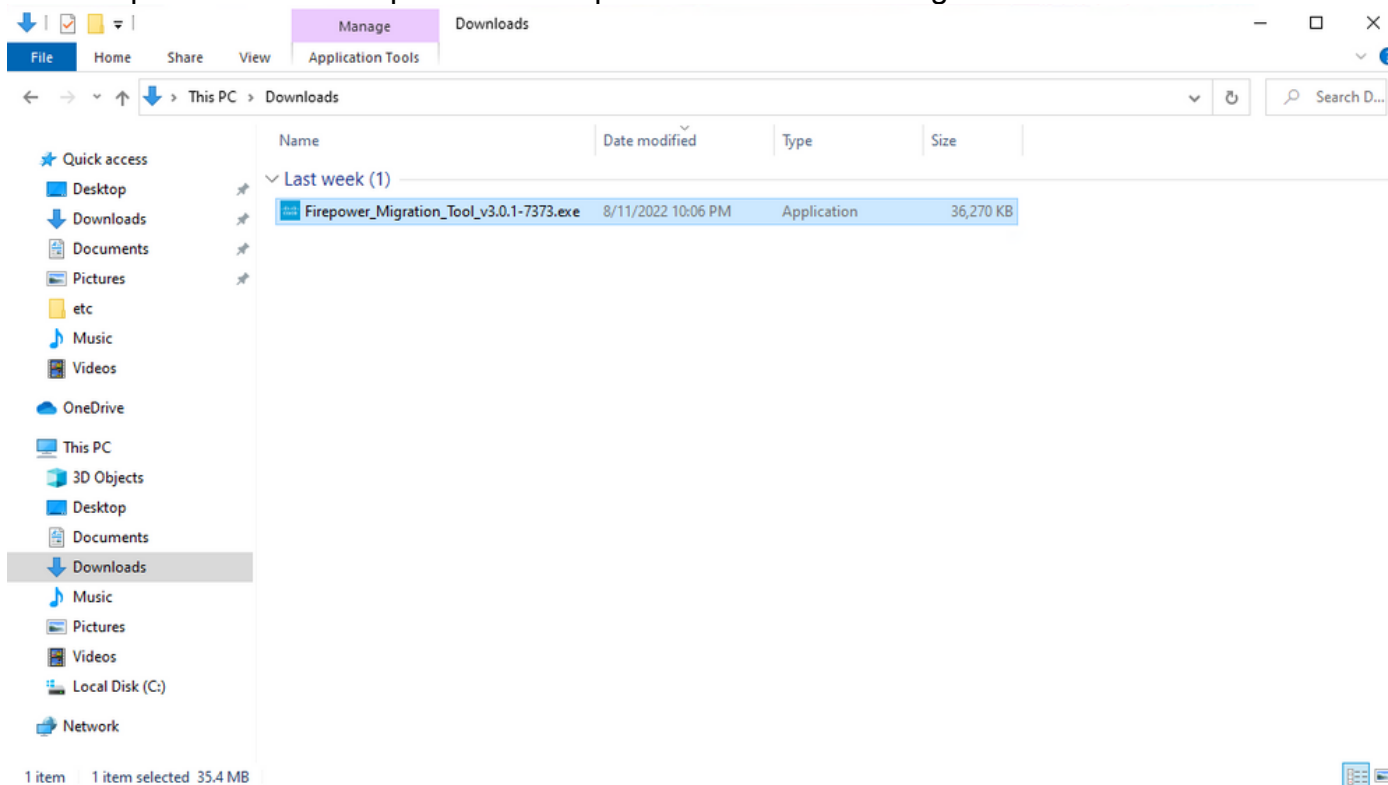 Manage
Downloads
File Home Share View Application Tools
This PC > Downloads
Search D...
Name Date modified Type Size
Quick access
Desktop
Downloads
Documents
Pictures
etc
Music
Videos
OneDrive
This PC
3D Objects
Desktop
Documents
Downloads
Music
Pictures
Videos
Local Disk (C:)
Network
Last week (1)
Firepower_Migration_Tool_v3.0.1-7373.exe 8/11/2022 10:06 PM Application 36,270 KB
1 item 1 item selected 35.4 MB